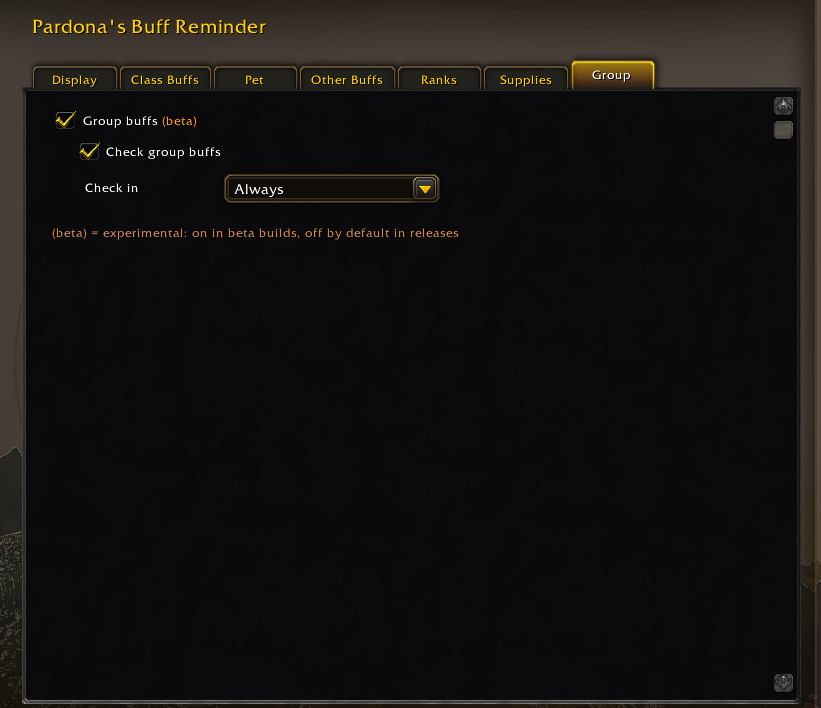 Pardona's Buff Reminder
Display Class Buffs Pet Other Buffs Ranks Supplies Group
Group buffs (beta)
Check group buffs
Check in Always
(beta) = experimental: on in beta builds, off by default in releases